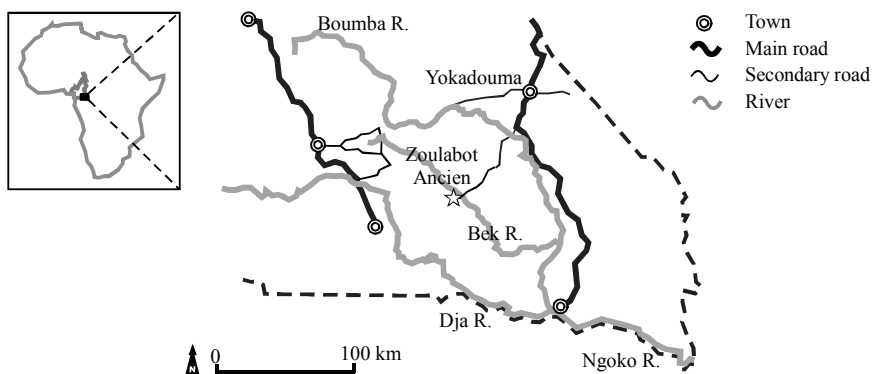 Boumba R.
Yokadouma
Zoulabot
Ancien
Bek R.
Dja R.
Ngoko R.
Town
Main road
Secondary road
River
N
0
100 km